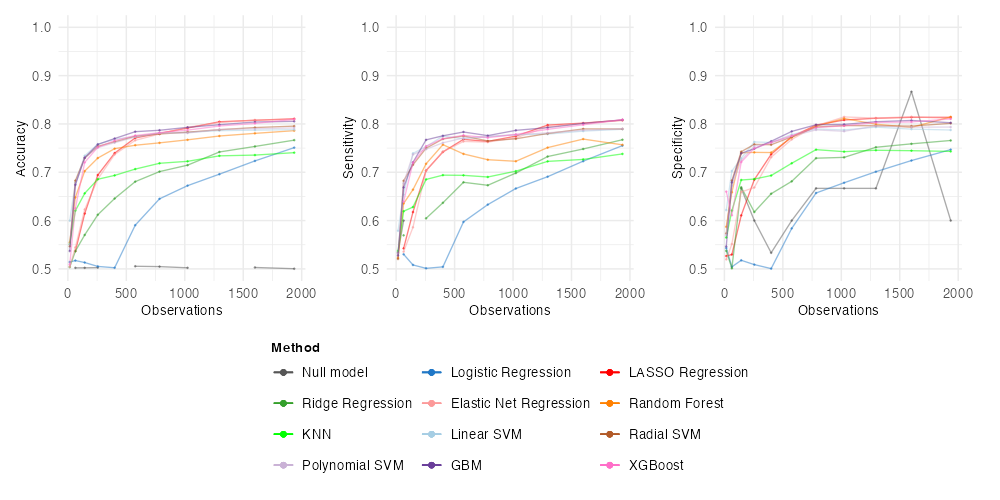 1.0
0.9
0.8
0.7
0.6
0.5
Accuracy
0 500 1000 1500 2000
Observations
1.0
0.9
0.8
0.7
0.6
0.5
Sensitivity
0 500 1000 1500 2000
Observations
1.0
0.9
0.8
0.7
0.6
0.5
Specificity
0 500 1000 1500 2000
Observations
Method
Null model Logistic Regression LASSO Regression
Ridge Regression Elastic Net Regression Random Forest
KNN Linear SVM Radial SVM
Polynomial SVM GBM XGBoost